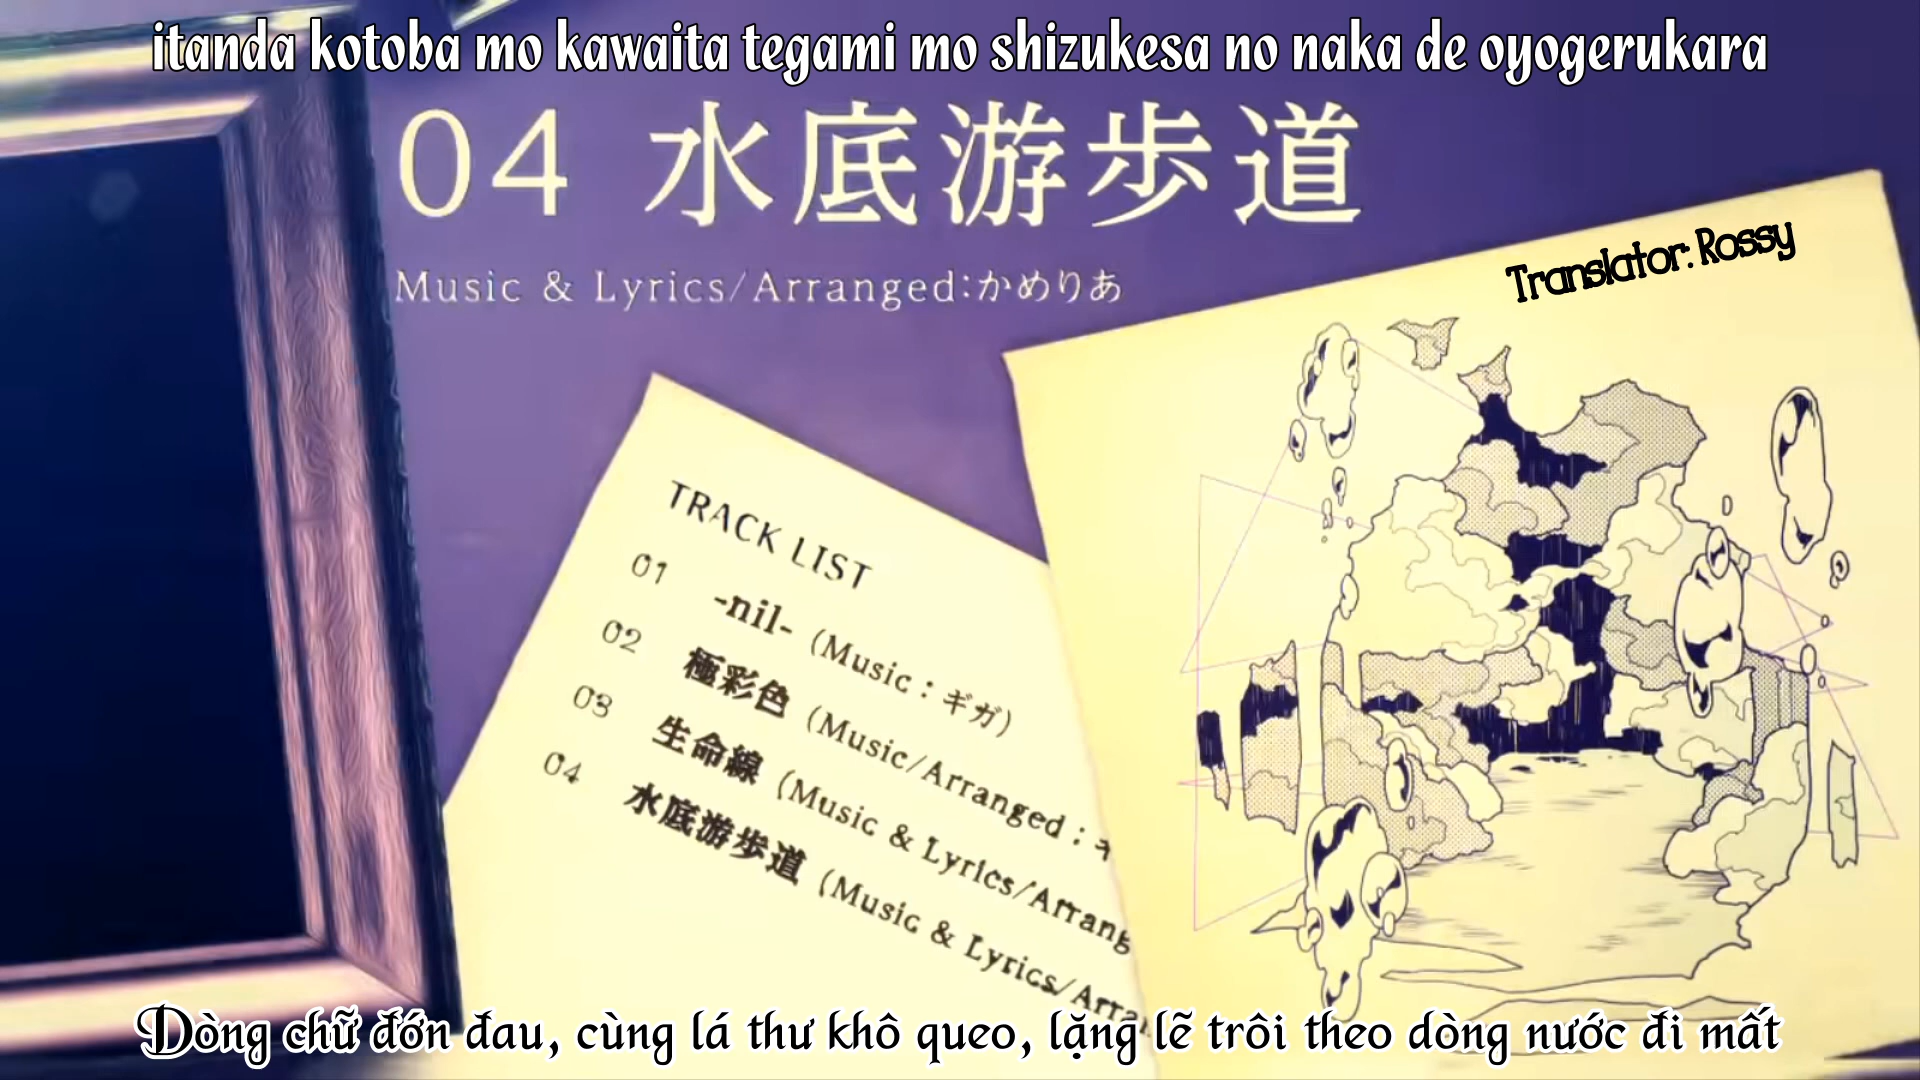 itanda kotoba mo kawaita tegami mo shizukesa no naka de oyogerukara
04 水底游歩道
Music & Lyrics/Arranged:かめりあ
Translator: Rossy
TRACK LIST
01 -nil- (Music：ギガ)
02 極彩色 (Music/Arranged：ギ
03 生命線 (Music & Lyrics/Arrang
04 水底游歩道 (Music & Lyrics/Arran
Dòng chữ đớn đau, cùng lá thư khô queo, lặng lẽ trôi theo dòng nước đi mất